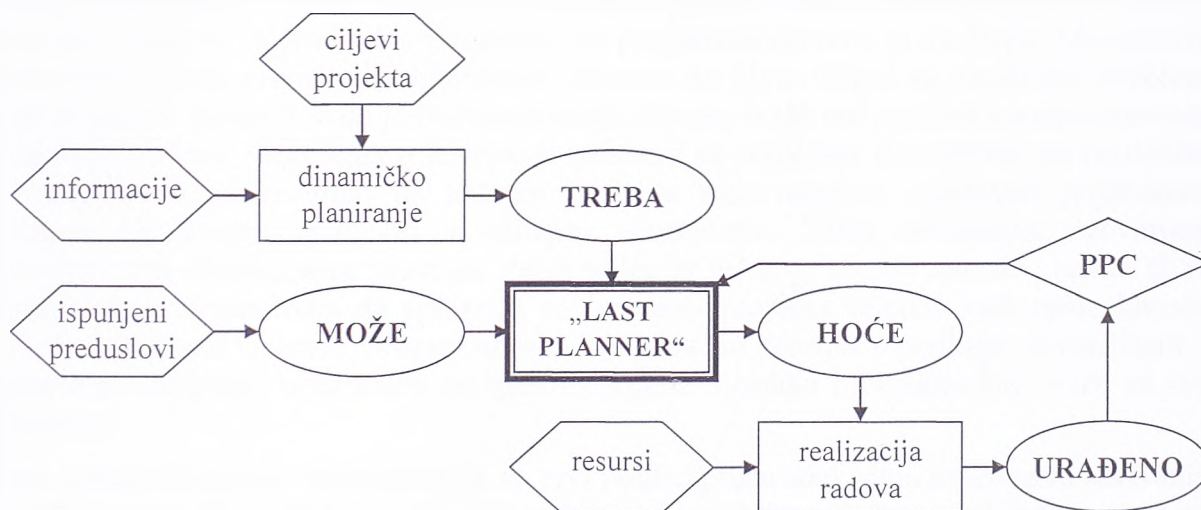 ciljevi
projekta
informacije
dinamičko
planiranje
TREBA
PPC
ispunjeni
preduslovi
MOŽE
„LAST
PLANNER“
HOĆE
resursi
realizacija
radova
URAĐENO